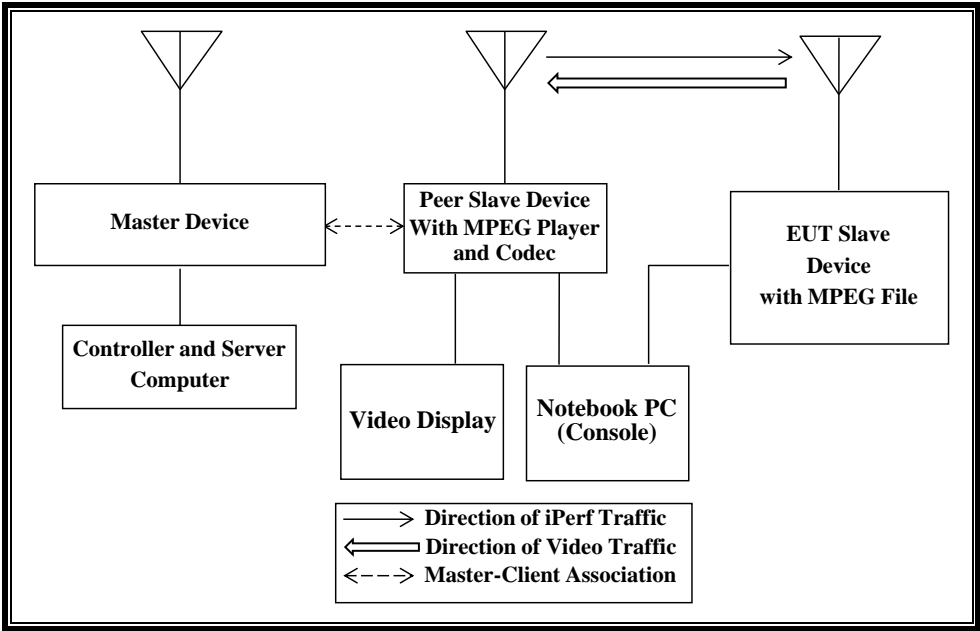 Master Device
Peer Slave Device
With MPEG Player
and Codec
EUT Slave
Device
with MPEG File
Controller and Server
Computer
Video Display
Notebook PC
(Console)
Direction of iPerf Traffic
Direction of Video Traffic
Master-Client Association